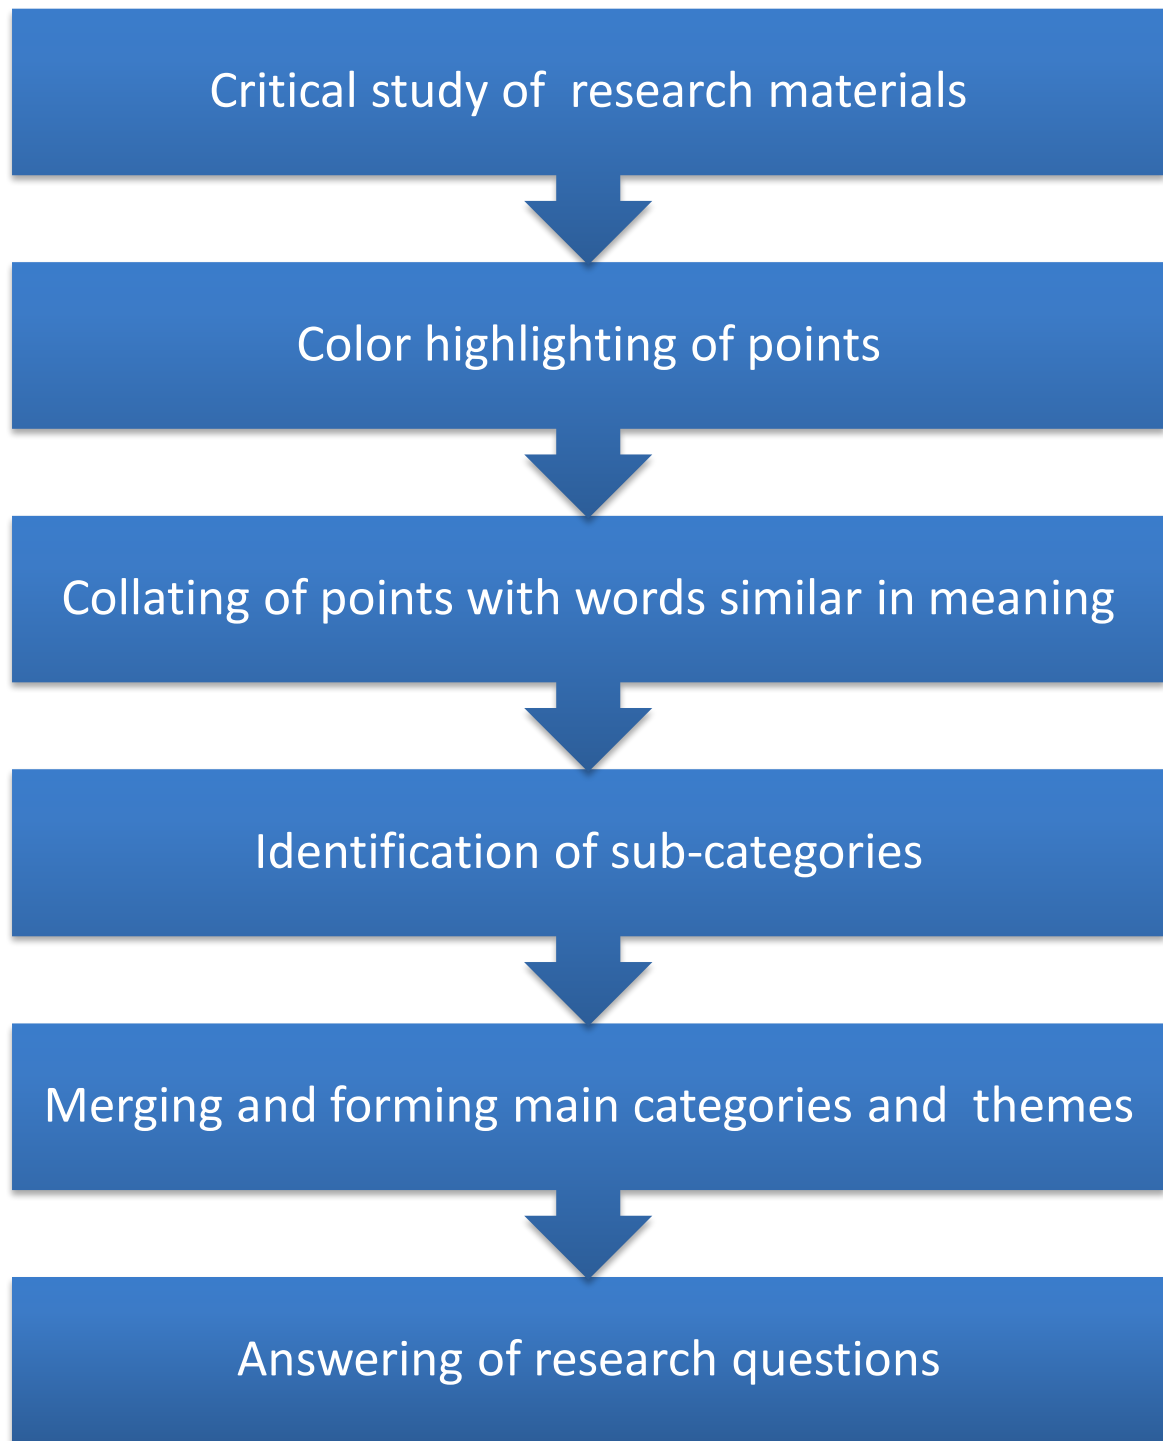 Critical study of  research materials
Color highlighting of points
Collating of points with words similar in meaning
Identification of sub-categories
Merging and forming main categories and  themes
Answering of research questions